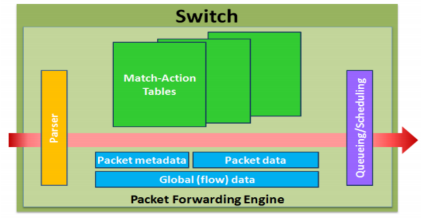 Switch
Match-Action
Tables
Parser
Queueing/Scheduling
Packet metadata
Packet data
Global (flow) data
Packet Forwarding Engine